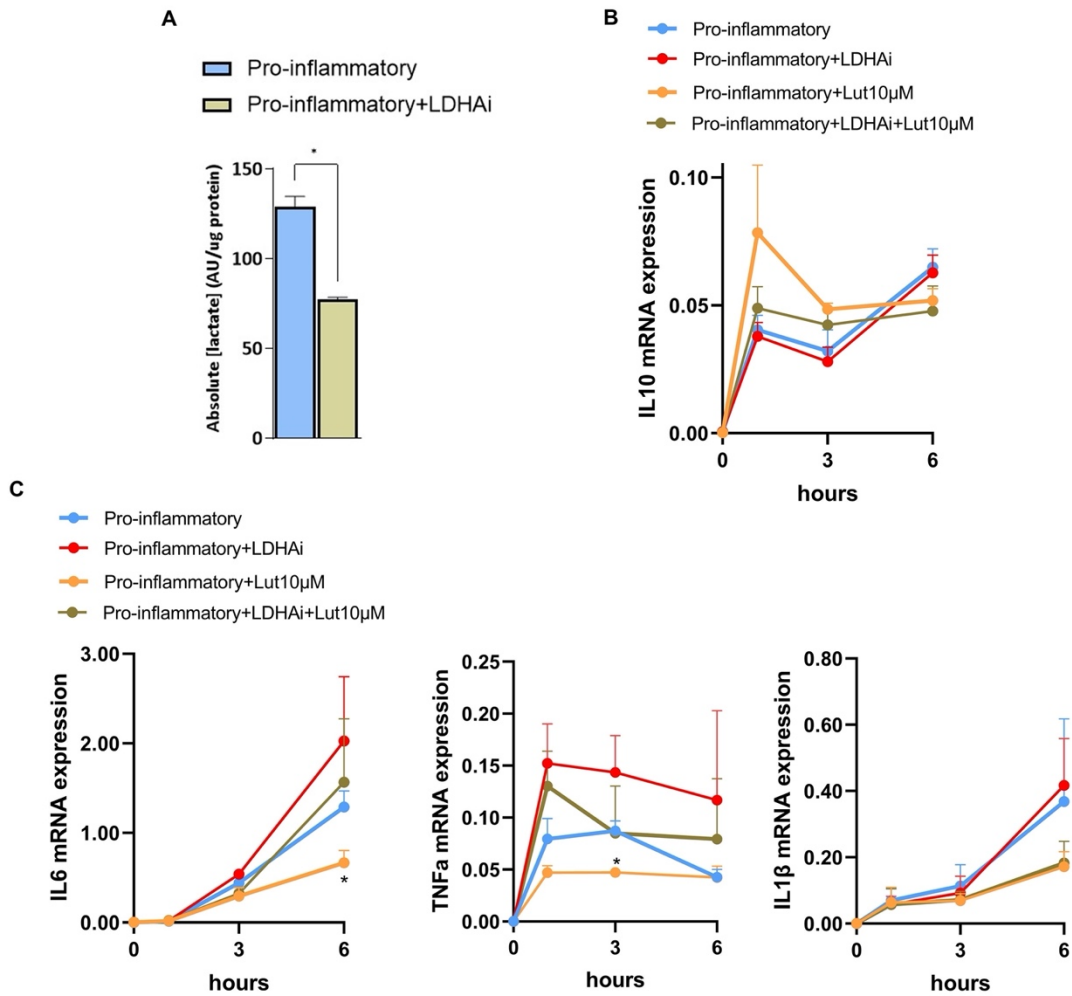 A
Pro-inflammatory
Pro-inflammatory+LDHAi
*
Absolute [lactate] (AU/ug protein)
150
100
50
0
B
Pro-inflammatory
Pro-inflammatory+LDHAi
Pro-inflammatory+Lut10μM
Pro-inflammatory+LDHAi+Lut10μM
IL10 mRNA expression
0.10
0.05
0.00
0 3 6
hours
C
Pro-inflammatory
Pro-inflammatory+LDHAi
Pro-inflammatory+Lut10μM
Pro-inflammatory+LDHAi+Lut10μM
IL6 mRNA expression
3.00
2.00
1.00
0.00
*
0 3 6
hours
TNFa mRNA expression
0.25
0.20
0.15
0.10
0.05
0.00
*
0 3 6
hours
IL1β mRNA expression
0.80
0.60
0.40
0.20
0.00
0 3 6
hours